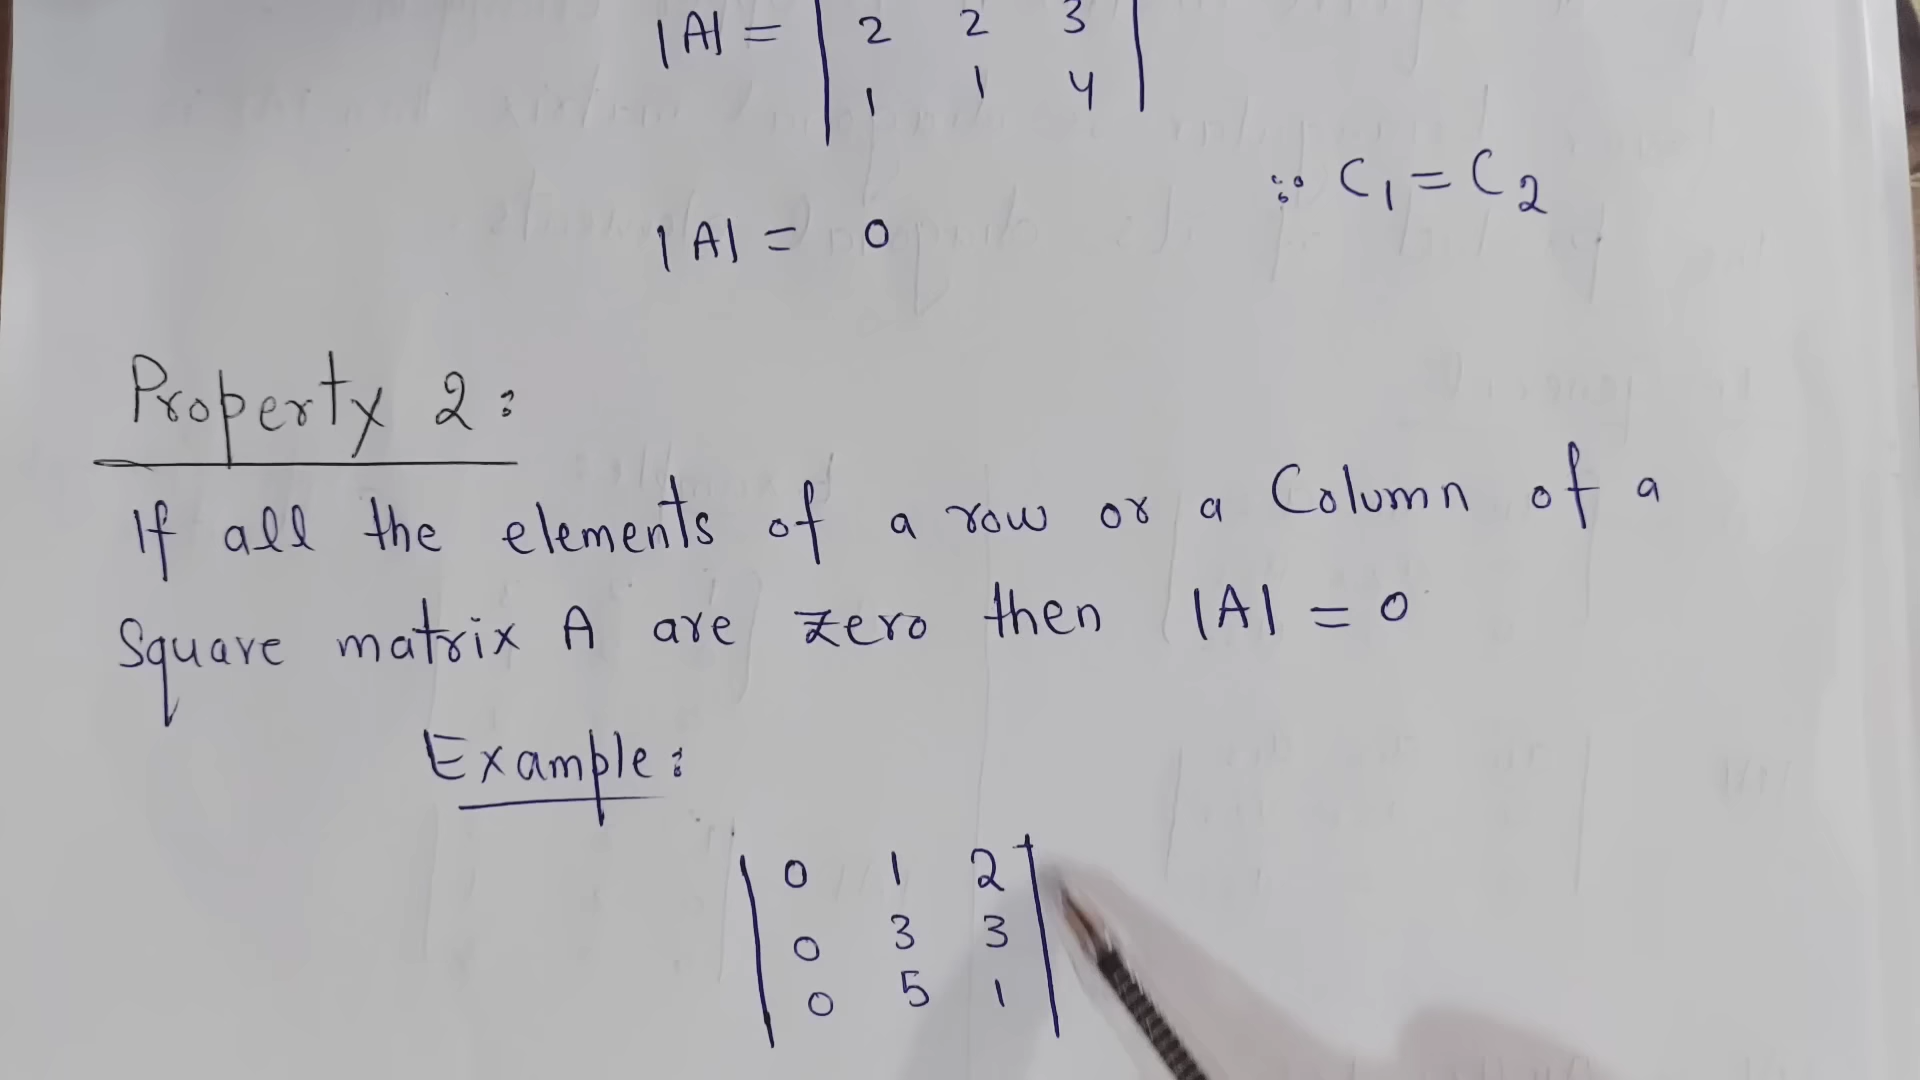 |A| = | 2 2 3 |
1 1 4
∵ C₁ = C₂
|A| = 0
Property 2:
If all the elements of a row or a Column of a
Square matrix A are zero then |A| = 0
Example:
| 0 1 2 |
0 3 3
0 5 1